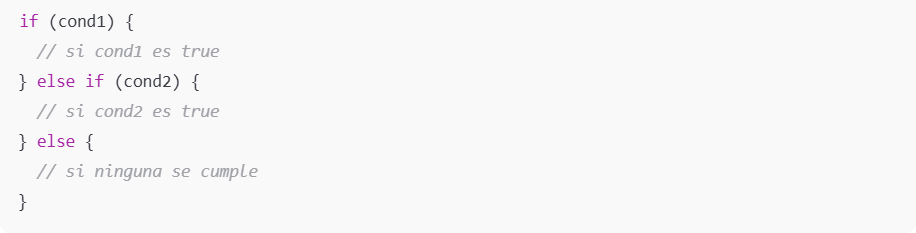 if (cond1) {
  // si cond1 es true
} else if (cond2) {
  // si cond2 es true
} else {
  // si ninguna se cumple
}